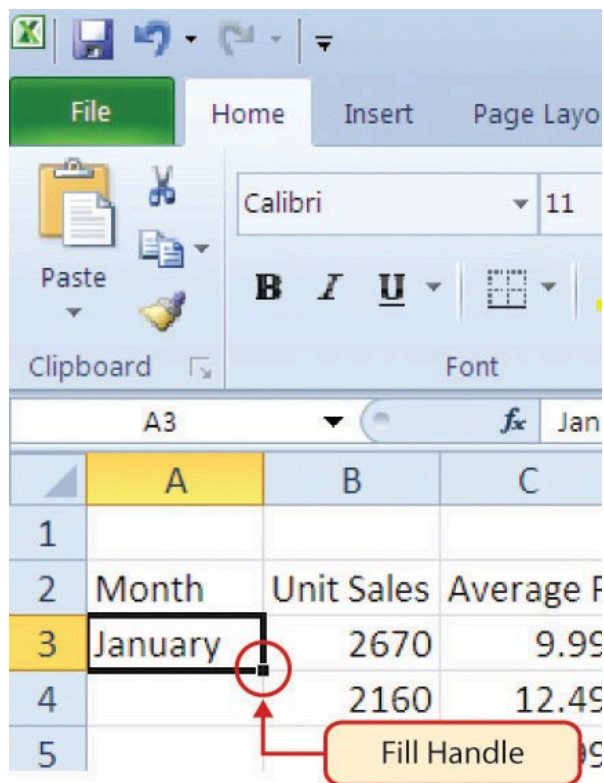 File Home Insert Page Layo
Calibri 11
Paste
B I U
Clipboard Font
A3 fx Jan
A B C
1
2 Month Unit Sales Average P
3 January 2670 9.99
4 2160 12.49
5 Fill Handle 99